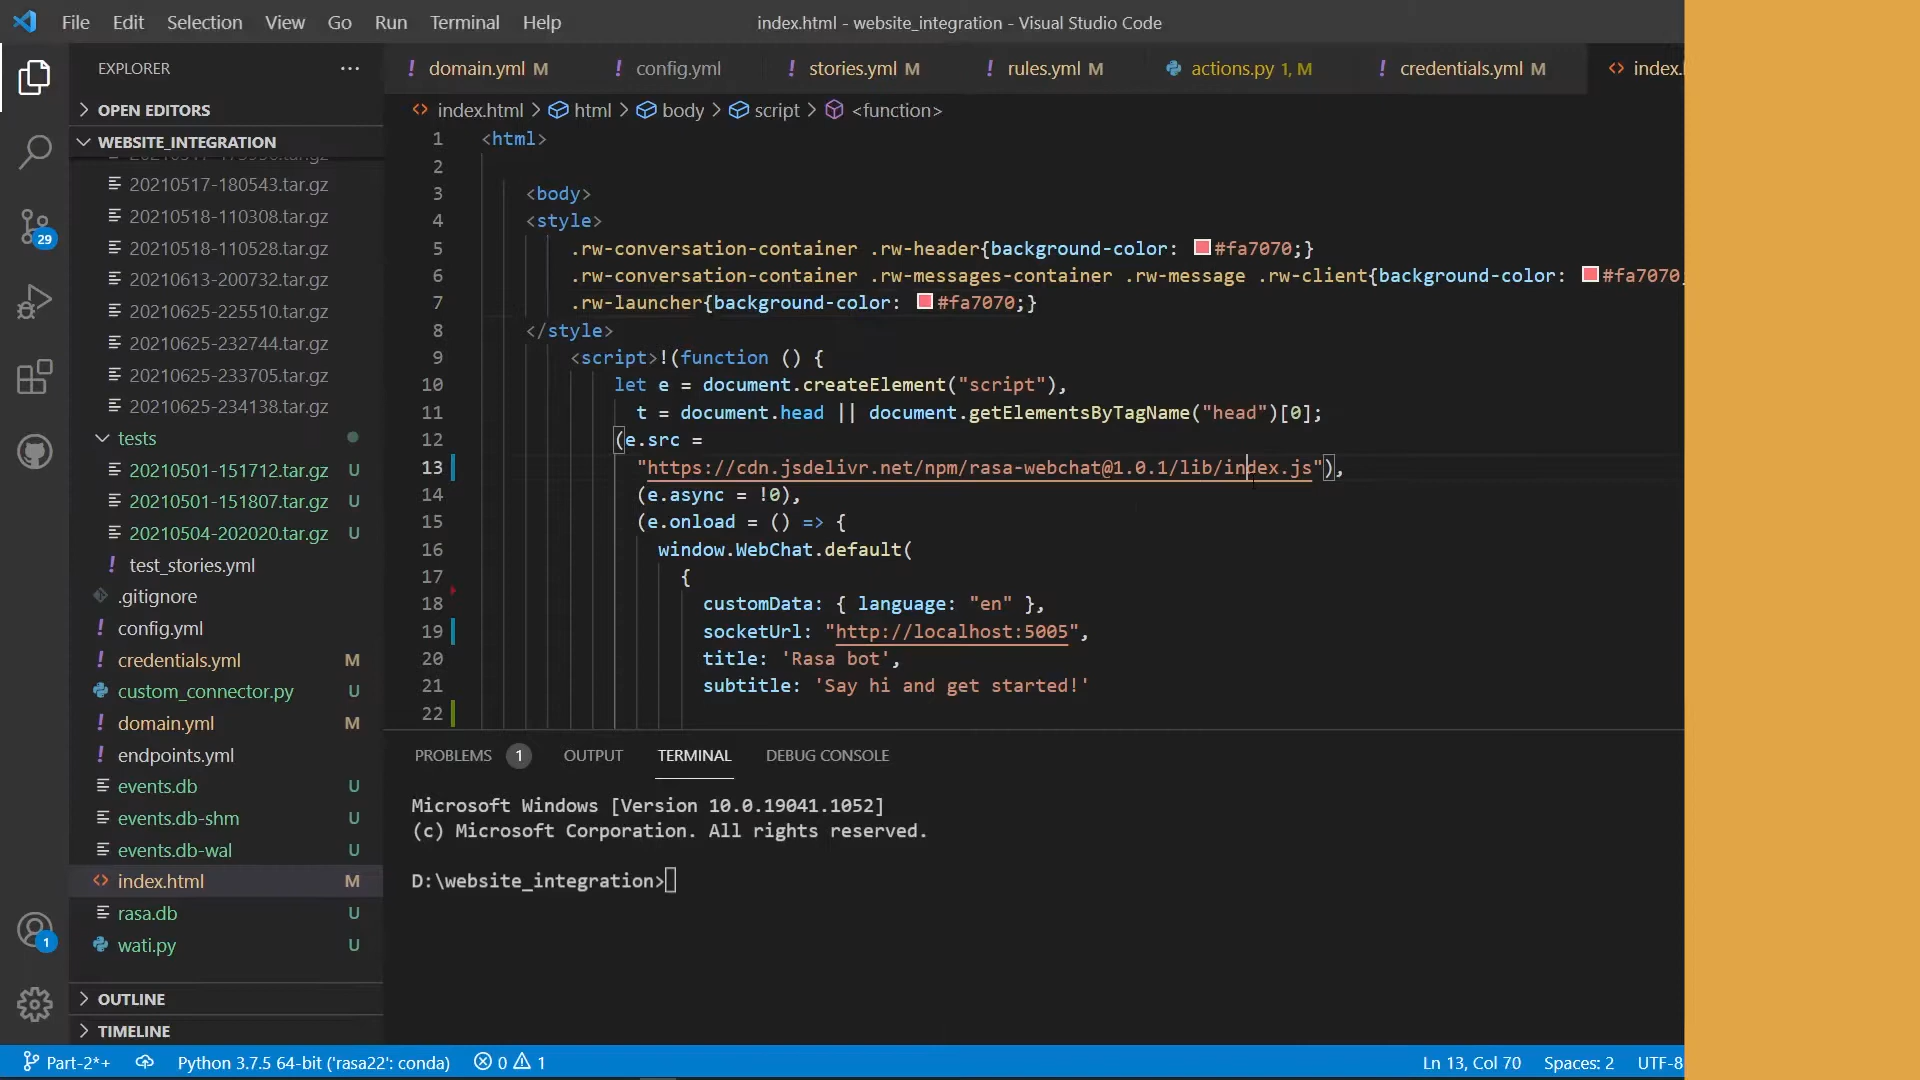 File Edit Selection View Go Run Terminal Help
index.html - website_integration - Visual Studio Code
EXPLORER ···
OPEN EDITORS
WEBSITE_INTEGRATION
20210517-180543.tar.gz
20210518-110308.tar.gz
20210518-110528.tar.gz
20210613-200732.tar.gz
20210625-225510.tar.gz
20210625-232744.tar.gz
20210625-233705.tar.gz
20210625-234138.tar.gz
tests
20210501-151712.tar.gz U
20210501-151807.tar.gz U
20210504-202020.tar.gz U
! test_stories.yml
.gitignore
! config.yml
! credentials.yml M
custom_connector.py U
! domain.yml M
! endpoints.yml
events.db U
events.db-shm U
events.db-wal U
<> index.html M
rasa.db U
wati.py U
OUTLINE
TIMELINE
29
1
! domain.yml M ! config.yml ! stories.yml M ! rules.yml M actions.py 1, M ! credentials.yml M <> index.
<> index.html > html > body > script > <function>
1 <html>
2
3 <body>
4 <style>
5 .rw-conversation-container .rw-header{background-color: #fa7070;}
6 .rw-conversation-container .rw-messages-container .rw-message .rw-client{background-color: #fa7070;
7 .rw-launcher{background-color: #fa7070;}
8 </style>
9 <script>!(function () {
10 let e = document.createElement("script"),
11 t = document.head || document.getElementsByTagName("head")[0];
12 (e.src =
13 "https://cdn.jsdelivr.net/npm/rasa-webchat@1.0.1/lib/index.js"),
14 (e.async = !0),
15 (e.onload = () => {
16 window.WebChat.default(
17 {
18 customData: { language: "en" },
19 socketUrl: "http://localhost:5005",
20 title: 'Rasa bot',
21 subtitle: 'Say hi and get started!'
22
PROBLEMS 1 OUTPUT TERMINAL DEBUG CONSOLE
Microsoft Windows [Version 10.0.19041.1052]
(c) Microsoft Corporation. All rights reserved.
D:\website_integration>
Part-2*+ Python 3.7.5 64-bit ('rasa22': conda) 0 1 Ln 13, Col 70 Spaces: 2 UTF-8